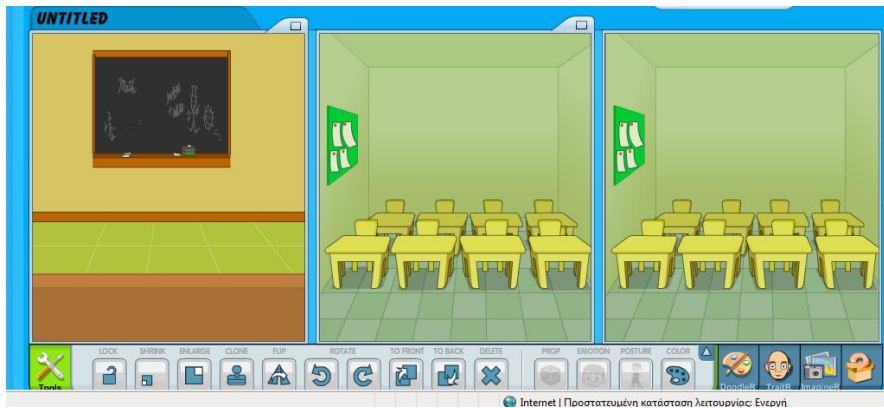 UNTITLED
Math
LOCK SHRINK ENLARGE CLONE FLIP ROTATE TO FRONT TO BACK DELETE PROP EMOTION POSTURE COLOR
Tools DoodleR TraitR ImagineR
Internet | Προστατευμένη κατάσταση λειτουργίας: Ενεργή